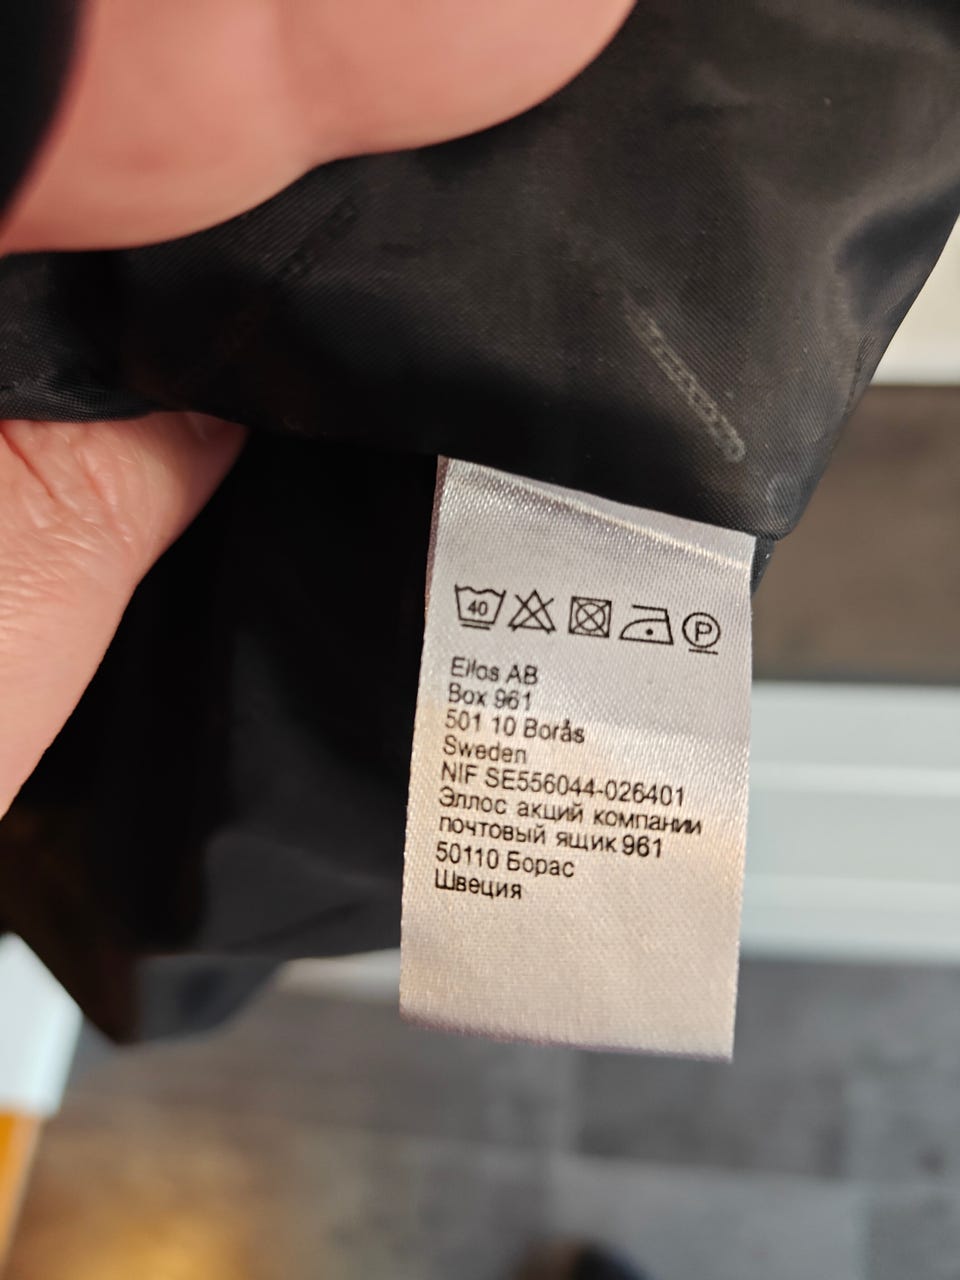 40 P
Ellos AB
Box 961
501 10 Borås
Sweden
NIF SE556044-026401
Эллос акций компании
почтовый ящик 961
50110 Борас
Швеция